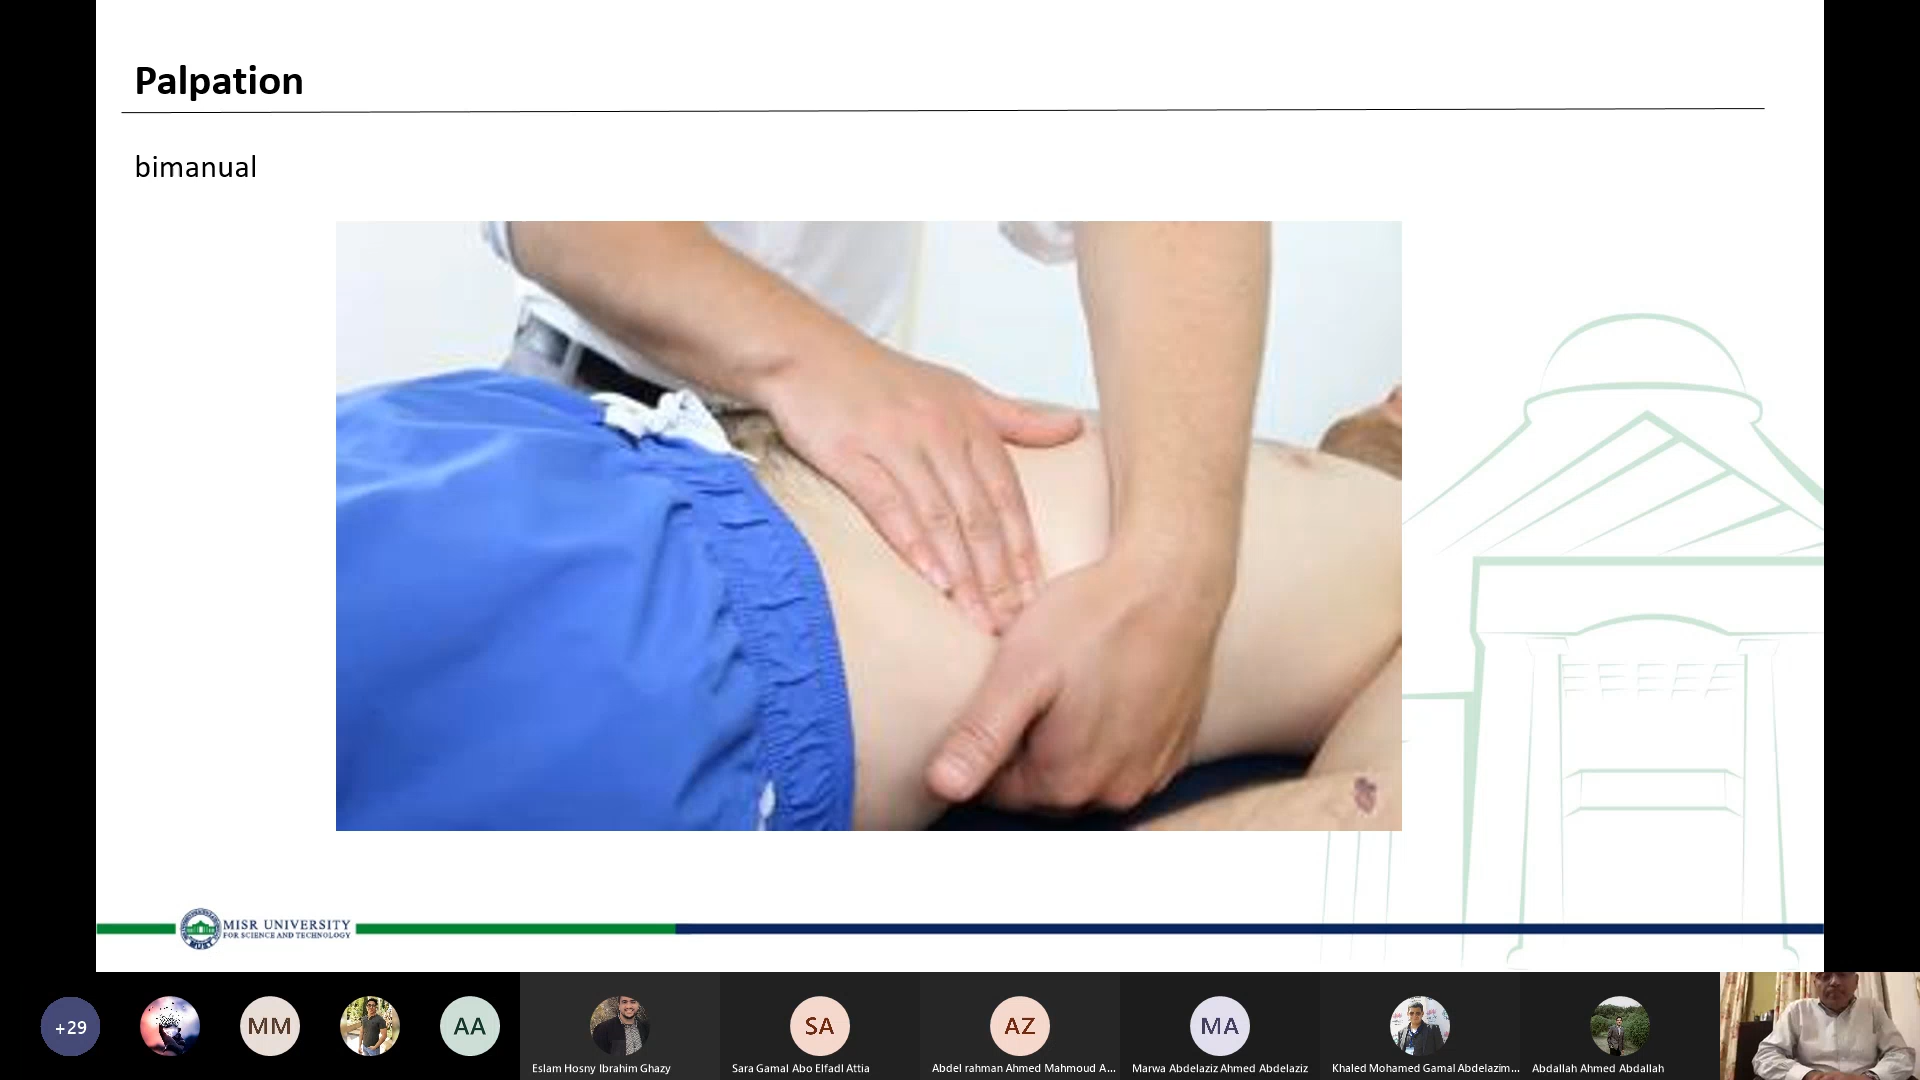 Palpation
bimanual
MISR UNIVERSITY
FOR SCIENCE AND TECHNOLOGY
MUST
+29
MM
AA
SA
AZ
MA
Eslam Hosny Ibrahim Ghazy
Sara Gamal Abo Elfadl Attia
Abdel rahman Ahmed Mahmoud A...
Marwa Abdelaziz Ahmed Abdelaziz
Khaled Mohamed Gamal Abdelazim...
Abdallah Ahmed Abdallah